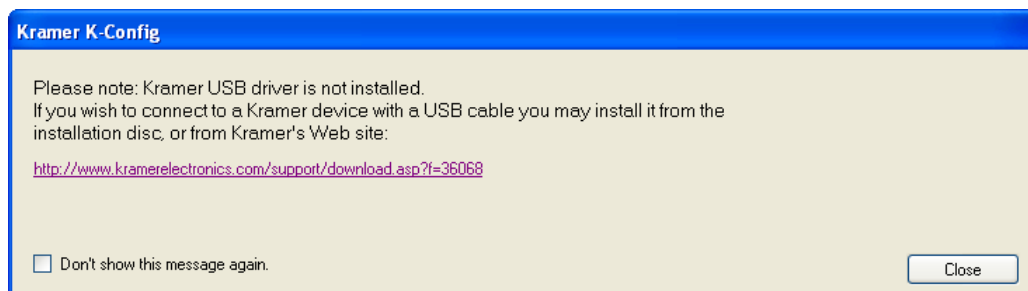 Kramer K-Config
Please note: Kramer USB driver is not installed.
If you wish to connect to a Kramer device with a USB cable you may install it from the
installation disc, or from Kramer's Web site:
http://www.kramerelectronics.com/support/download.asp?f=36068
Don't show this message again.
Close